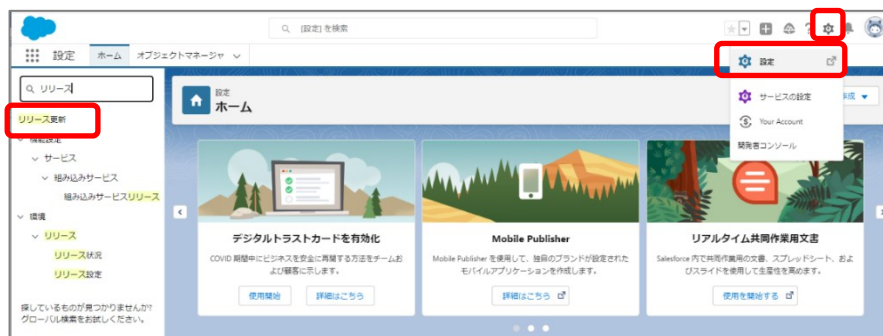 [設定] を検索
設定 ホーム オブジェクトマネージャ
設定
サービスの設定
Your Account
開発者コンソール
作成
リリース
リリース更新
機能設定
サービス
組み込みサービス
組み込みサービスリリース
環境
リリース
リリース状況
リリース設定
探しているものが見つかりませんか?
グローバル検索をお試しください。
設定
ホーム
デジタルトラストカードを有効化
COVID 期間中にビジネスを安全に再開する方法をチームお
よび顧客に示します。
使用開始 詳細はこちら
Mobile Publisher
Mobile Publisher を使用して、独自のブランドが設定された
モバイルアプリケーションを作成します。
詳細はこちら
リアルタイム共同作業用文書
Salesforce 内で共同作業用の文書、スプレッドシート、およ
びスライドを使用して生産性を高めます。
使用を開始する